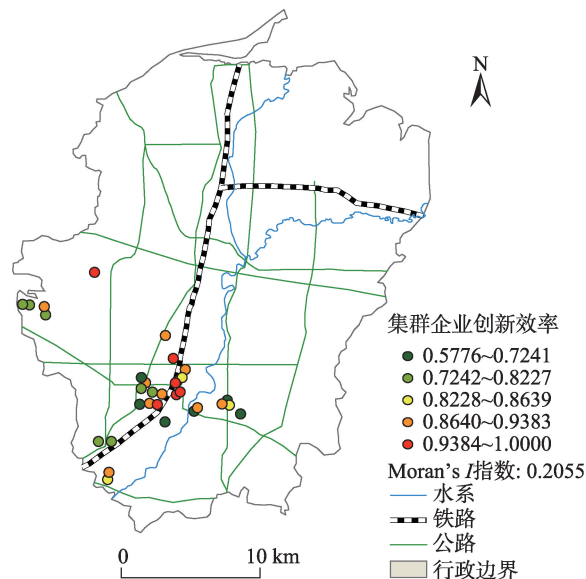 N
集群企业创新效率
0.5776~0.7241
0.7242~0.8227
0.8228~0.8639
0.8640~0.9383
0.9384~1.0000
Moran's I指数: 0.2055
水系
铁路
公路
行政边界
0 10 km